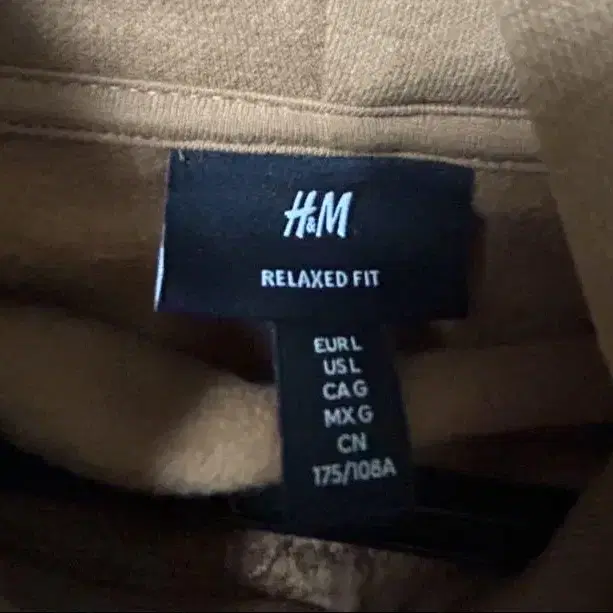 H&M
RELAXED FIT
EUR L
US L
CA G
MX G
CN
175/108A